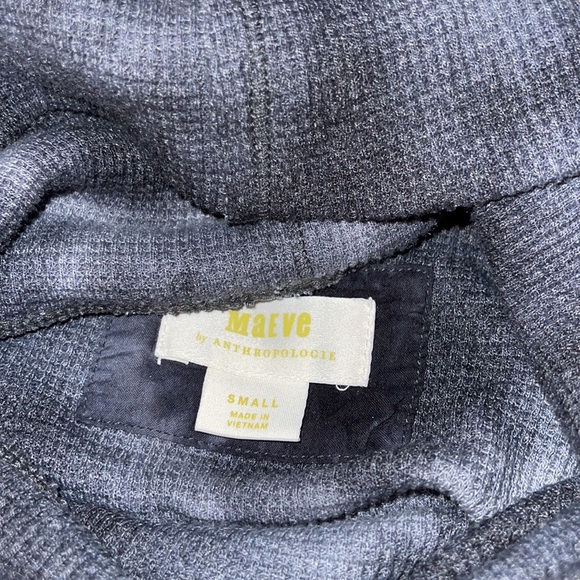 MaEVe
by ANTHROPOLOGIE
SMALL
MADE IN
VIETNAM